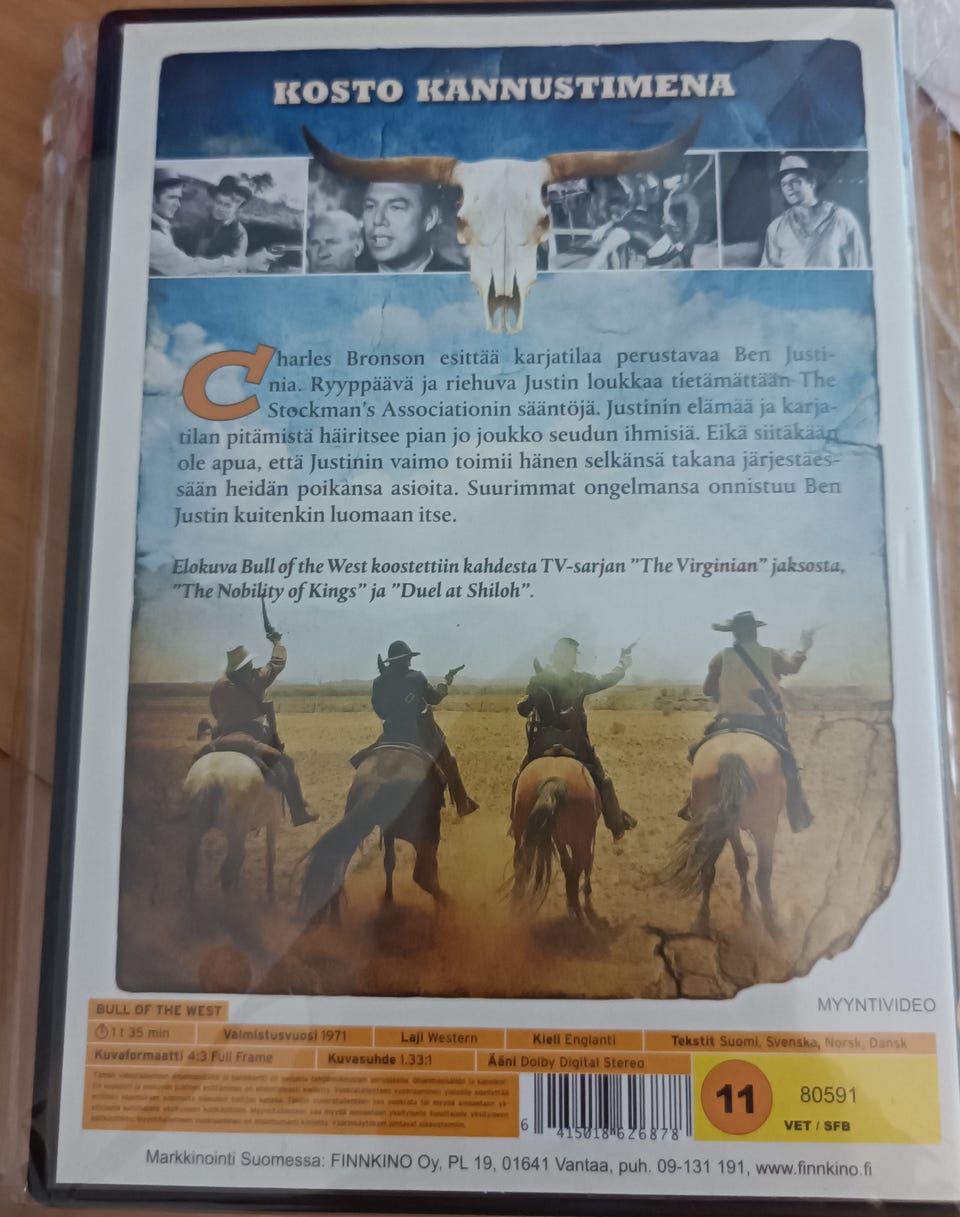 KOSTO KANNUSTIMENA
Charles Bronson esittää karjatilaa perustavaa Ben Justi-
nia. Ryyppäävä ja riehuva Justin loukkaa tietämättään The
Stockman's Associationin sääntöjä. Justinin elämää ja karja-
tilan pitämistä häiritsee pian jo joukko seudun ihmisiä. Eikä siitäkään
ole apua, että Justinin vaimo toimii hänen selkänsä takana järjestäes-
sään heidän poikansa asioita. Suurimmat ongelmansa onnistuu Ben
Justin kuitenkin luomaan itse.
Elokuva Bull of the West koostettiin kahdesta TV-sarjan "The Virginian" jaksosta,
"The Nobility of Kings" ja "Duel at Shiloh".
MYYNTIVIDEO
BULL OF THE WEST
1 t 35 min Valmistusvuosi 1971 Laji Western Kieli Englanti Tekstit Suomi, Svenska, Norsk, Dansk
Kuvaformaatti 4:3 Full Frame Kuvasuhde 1.33:1 Ääni Dolby Digital Stereo
11 80591
VET / SFB
6 415018 626878
Markkinointi Suomessa: FINNKINO Oy, PL 19, 01641 Vantaa, puh. 09-131 191, www.finnkino.fi